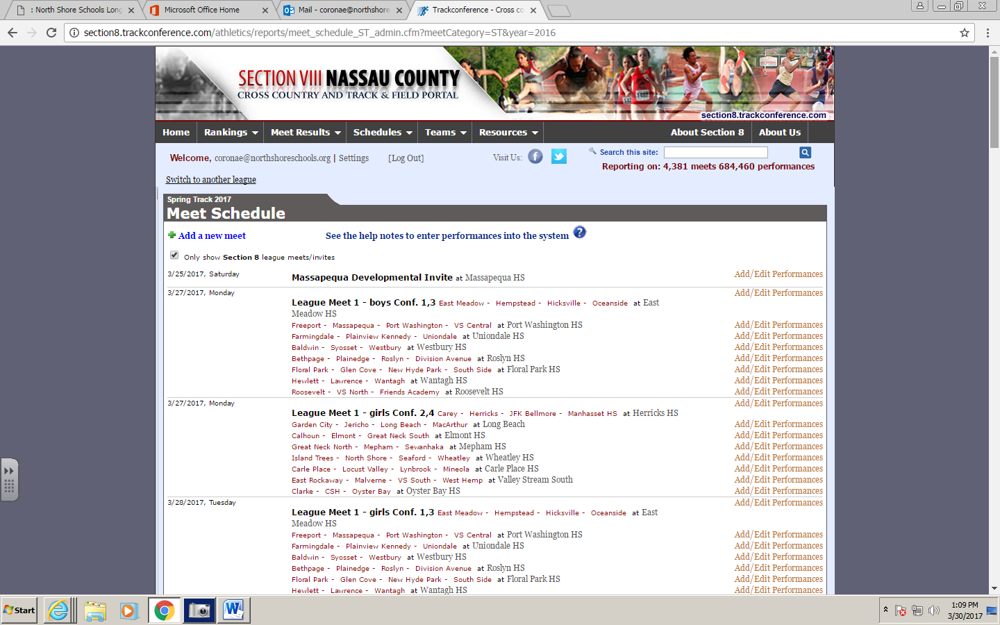 : North Shore Schools Long
Microsoft Office Home
Mail - coronae@northshore
Trackconference - Cross co
section8.trackconference.com/athletics/reports/meet_schedule_ST_admin.cfm?meetCategory=ST&year=2016
SECTION VIII NASSAU COUNTY
CROSS COUNTRY AND TRACK & FIELD PORTAL
section8.trackconference.com
Home Rankings Meet Results Schedules Teams Resources About Section 8 About Us
Welcome, coronae@northshoreschools.org | Settings [Log Out] Visit Us: Search this site:
Reporting on: 4,381 meets 684,460 performances
Switch to another league
Spring Track 2017
Meet Schedule
Add a new meet See the help notes to enter performances into the system ?
Only show Section 8 league meets/invites
3/25/2017, Saturday Massapequa Developmental Invite at Massapequa HS Add/Edit Performances
3/27/2017, Monday Add/Edit Performances
League Meet 1 - boys Conf. 1,3 East Meadow - Hempstead - Hicksville - Oceanside at East
Meadow HS
Freeport - Massapequa - Port Washington - VS Central at Port Washington HS Add/Edit Performances
Farmingdale - Plainview Kennedy - Uniondale at Uniondale HS Add/Edit Performances
Baldwin - Syosset - Westbury at Westbury HS Add/Edit Performances
Bethpage - Plainedge - Roslyn - Division Avenue at Roslyn HS Add/Edit Performances
Floral Park - Glen Cove - New Hyde Park - South Side at Floral Park HS Add/Edit Performances
Hewlett - Lawrence - Wantagh at Wantagh HS Add/Edit Performances
Roosevelt - VS North - Friends Academy at Roosevelt HS Add/Edit Performances
3/27/2017, Monday Add/Edit Performances
League Meet 1 - girls Conf. 2,4 Carey - Herricks - JFK Bellmore - Manhasset HS at Herricks HS
Garden City - Jericho - Long Beach - MacArthur at Long Beach Add/Edit Performances
Calhoun - Elmont - Great Neck South at Elmont HS Add/Edit Performances
Great Neck North - Mepham - Sewanhaka at Mepham HS Add/Edit Performances
Island Trees - North Shore - Seaford - Wheatley at Wheatley HS Add/Edit Performances
Carle Place - Locust Valley - Lynbrook - Mineola at Carle Place HS Add/Edit Performances
East Rockaway - Malverne - VS South - West Hemp at Valley Stream South Add/Edit Performances
Clarke - CSH - Oyster Bay at Oyster Bay HS Add/Edit Performances
3/28/2017, Tuesday Add/Edit Performances
League Meet 1 - girls Conf. 1,3 East Meadow - Hempstead - Hicksville - Oceanside at East
Meadow HS
Freeport - Massapequa - Port Washington - VS Central at Port Washington HS Add/Edit Performances
Farmingdale - Plainview Kennedy - Uniondale at Uniondale HS Add/Edit Performances
Baldwin - Syosset - Westbury at Westbury HS Add/Edit Performances
Bethpage - Plainedge - Roslyn - Division Avenue at Roslyn HS Add/Edit Performances
Floral Park - Glen Cove - New Hyde Park - South Side at Floral Park HS Add/Edit Performances
Hewlett - Lawrence - Wantagh at Wantagh HS Add/Edit Performances
Start
1:09 PM
3/30/2017